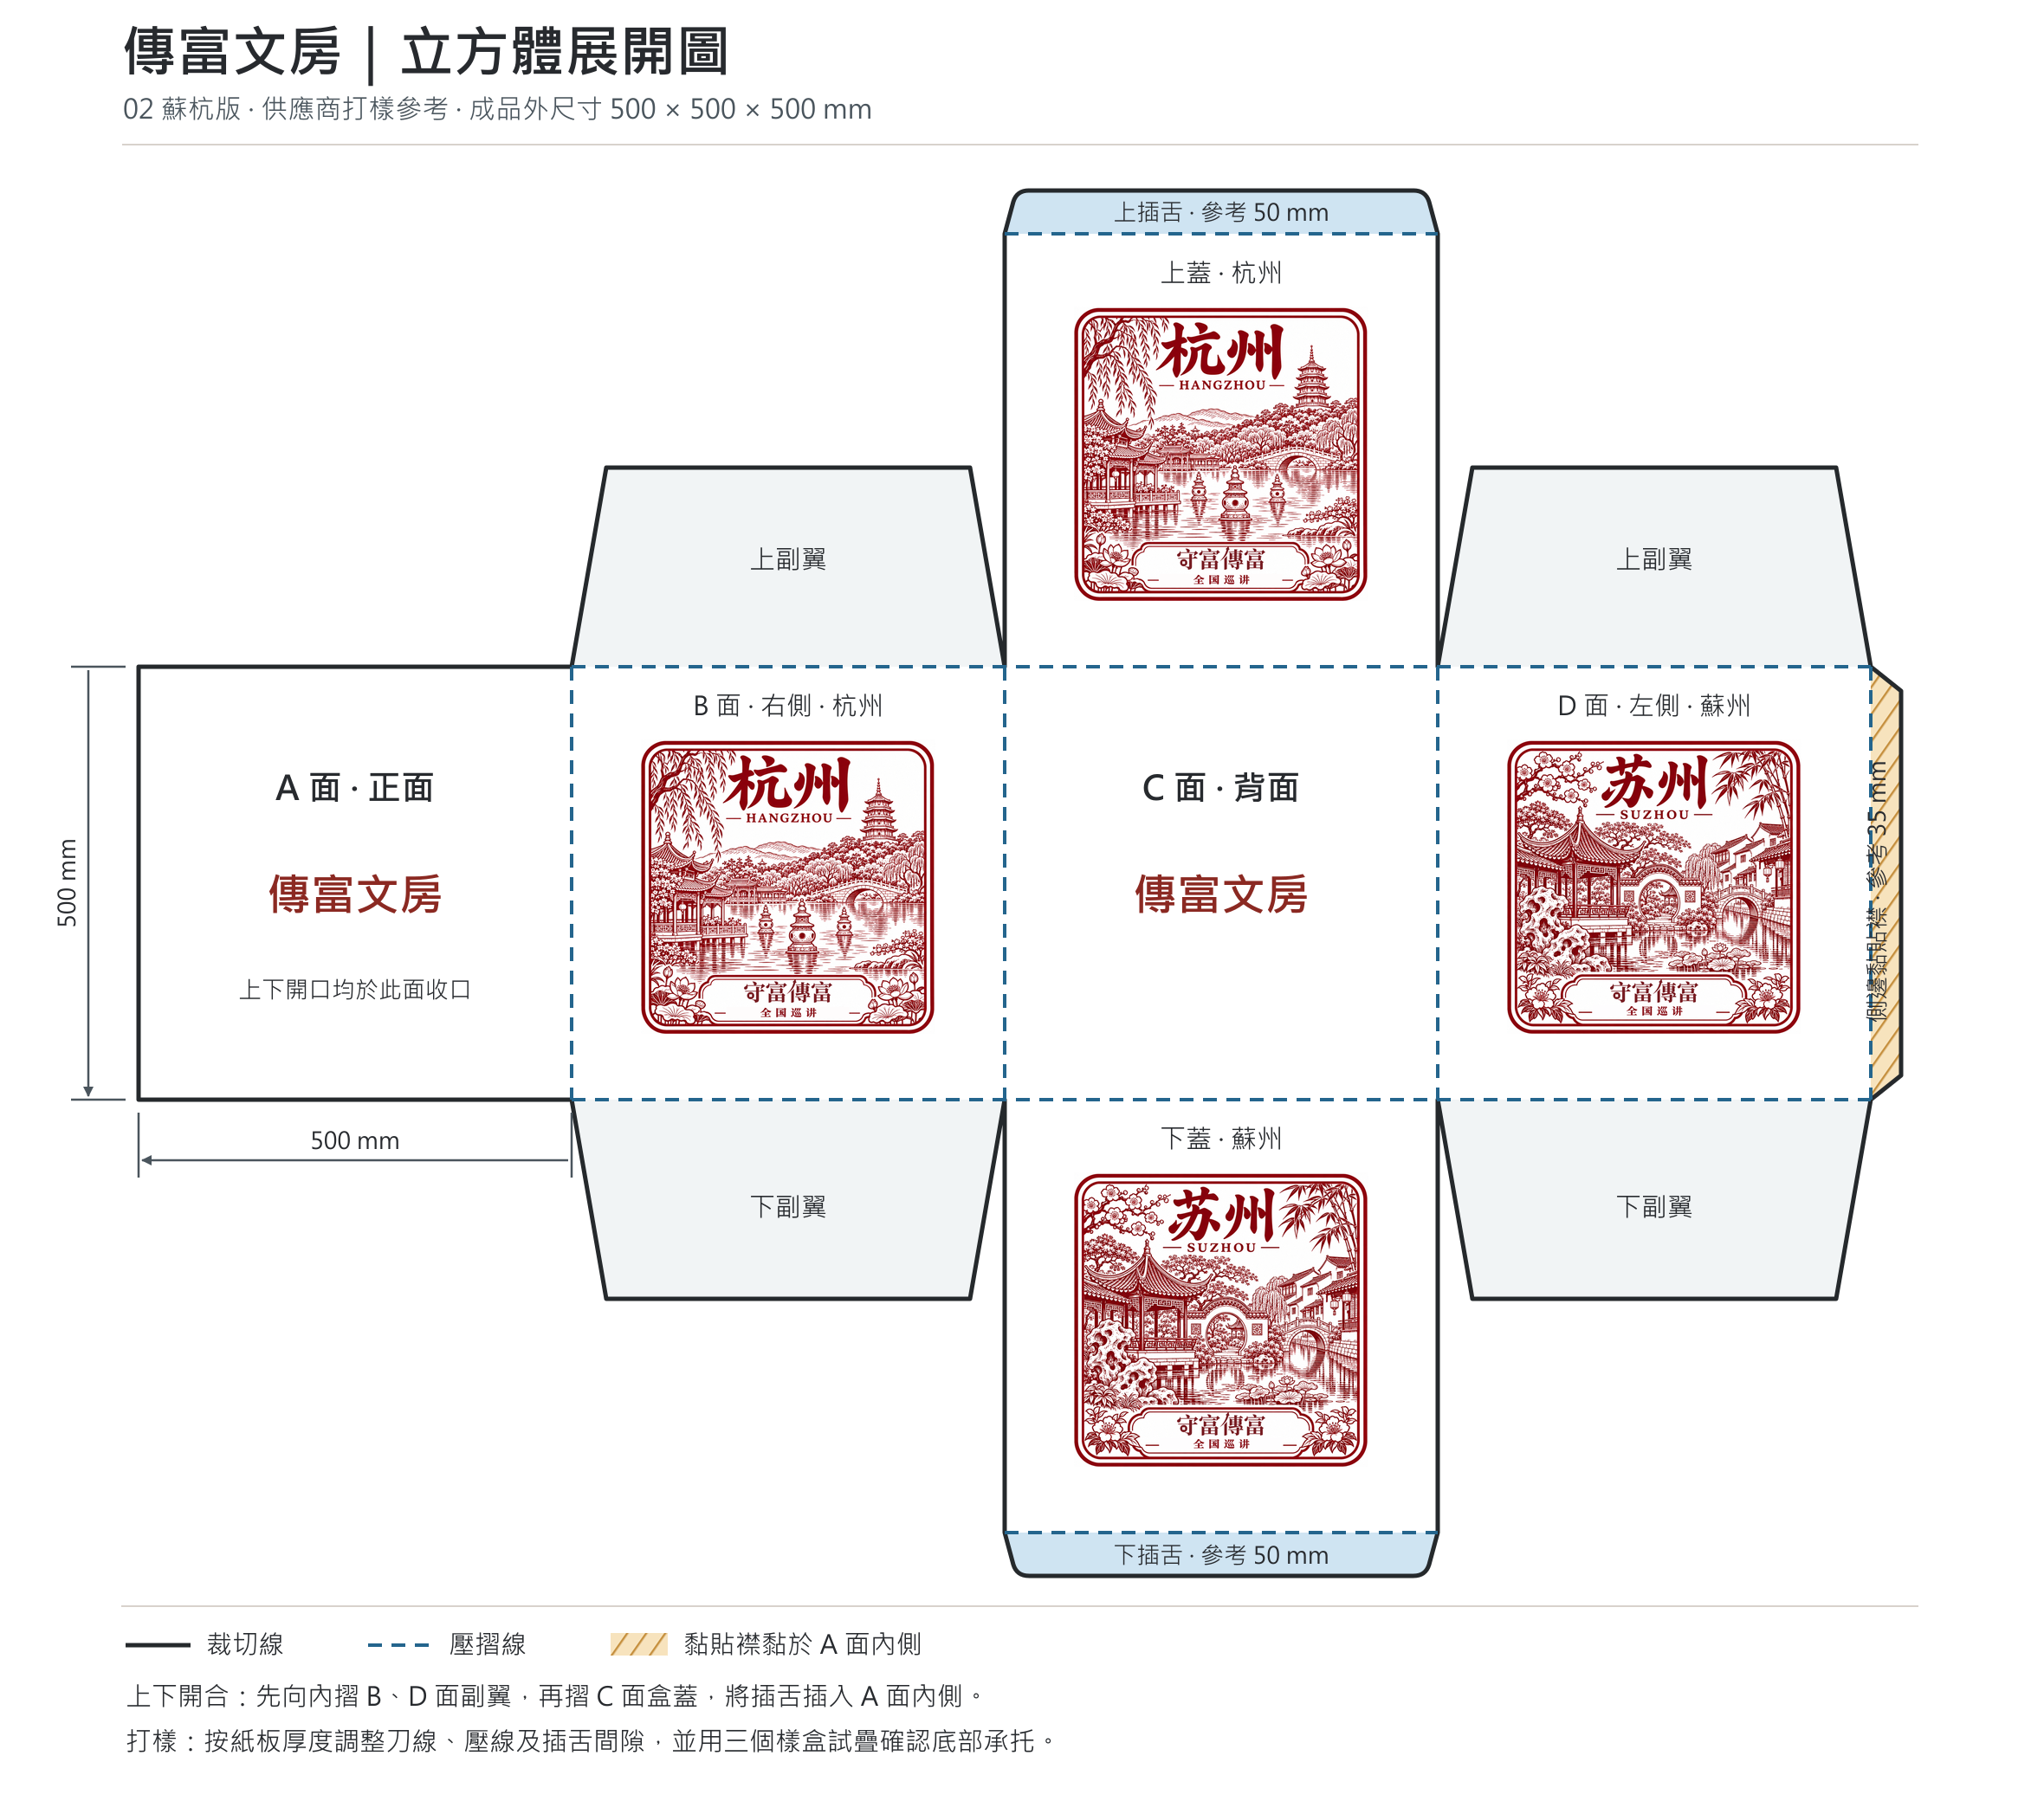 傳富文房｜立方體展開圖
02 蘇杭版 · 供應商打樣參考 · 成品外尺寸 500 × 500 × 500 mm
上插舌 · 參考 50 mm
上蓋 · 杭州
杭州
HANGZHOU
守富傳富
全国巡讲
上副翼
上副翼
500 mm
A 面 · 正面
傳富文房
上下開口均於此面收口
B 面 · 右側 · 杭州
杭州
HANGZHOU
守富傳富
全国巡讲
C 面 · 背面
傳富文房
D 面 · 左側 · 蘇州
苏州
SUZHOU
守富傳富
全国巡讲
側邊黏貼襟 · 參考 35 mm
500 mm
下副翼
下蓋 · 蘇州
苏州
SUZHOU
守富傳富
全国巡讲
下副翼
下插舌 · 參考 50 mm
裁切線
壓摺線
黏貼襟黏於 A 面內側
上下開合：先向內摺 B、D 面副翼，再摺 C 面盒蓋，將插舌插入 A 面內側。
打樣：按紙板厚度調整刀線、壓線及插舌間隙，並用三個樣盒試疊確認底部承托。